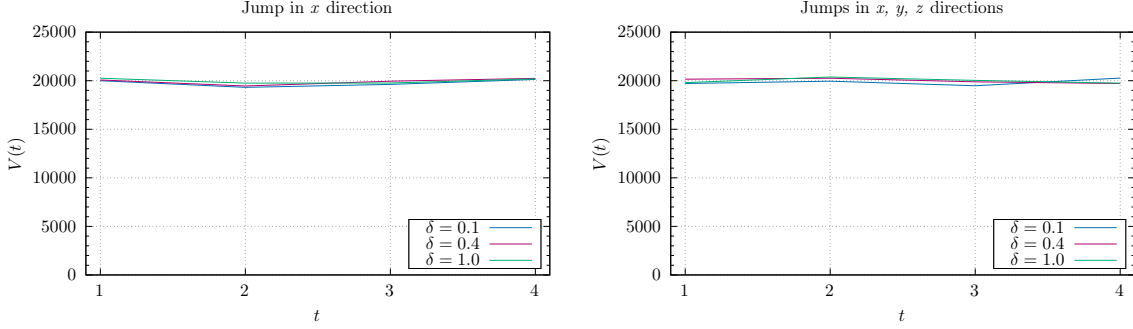 Jump in x direction
25000
20000
15000
10000
5000
0
V(t)
1
2
3
4
t
δ = 0.1
δ = 0.4
δ = 1.0
Jumps in x, y, z directions
25000
20000
15000
10000
5000
0
V(t)
1
2
3
4
t
δ = 0.1
δ = 0.4
δ = 1.0